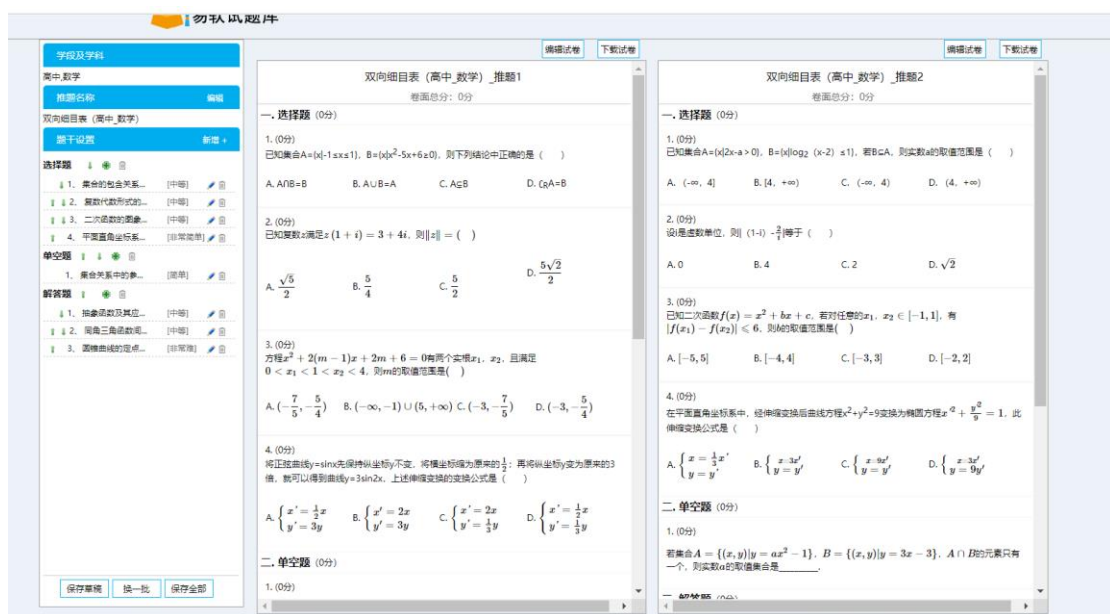 易软试题库
学段及学科
高中,数学
推题名称 编辑
双向细目表（高中_数学）
题干设置 新增 +
选择题
1、集合的包含关系... [中等]
2、复数代数形式的... [中等]
3、二次函数的图象... [中等]
4、平面直角坐标系... [非常简单]
单空题
1、集合关系中的参... [简单]
解答题
1、抽象函数及其应... [中等]
2、同角三角函数间... [中等]
3、圆锥曲线的定点... [非常难]
保存草稿 换一批 保存全部
编辑试卷 下载试卷
双向细目表（高中_数学）_推题1
卷面总分：0分
一. 选择题（0分）
1. (0分)
已知集合A={x|-1≤x≤1}，B={x|x²-5x+6≥0}，则下列结论中正确的是（ ）
A. A∩B=B B. A∪B=A C. A⊆B D. ∁RA=B
2. (0分)
已知复数z满足z(1+i)=3+4i，则‖z‖=( )
A. √5/2 B. 5/4 C. 5/2 D. 5√2/2
3. (0分)
方程x²+2(m−1)x+2m+6=0有两个实根x₁，x₂，且满足
0<x₁<1<x₂<4，则m的取值范围是( )
A. (−7/5,−5/4) B. (−∞,−1)∪(5,+∞) C. (−3,−7/5) D. (−3,−5/4)
4. (0分)
将正弦曲线y=sinx先保持纵坐标y不变，将横坐标缩为原来的1/2；再将纵坐标y变为原来的3
倍，就可以得到曲线y=3sin2x，上述伸缩变换的变换公式是（ ）
A. { x'=1/2x y'=3y B. { x'=2x y'=3y C. { x'=2x y'=1/3y D. { x'=1/2x y'=1/3y
二. 单空题（0分）
1. (0分)
编辑试卷 下载试卷
双向细目表（高中_数学）_推题2
卷面总分：0分
一. 选择题（0分）
1. (0分)
已知集合A={x|2x-a>0}，B={x|log₂（x-2）≤1}，若B⊆A，则实数a的取值范围是（ ）
A. （-∞，4] B. [4，+∞） C. （-∞，4） D. （4，+∞）
2. (0分)
设i是虚数单位，则|（1-i）-2/i|等于（ ）
A. 0 B. 4 C. 2 D. √2
3. (0分)
已知二次函数f(x)=x²+bx+c，若对任意的x₁，x₂∈[−1,1]，有
|f(x₁)−f(x₂)|⩽6，则b的取值范围是( )
A. [−5,5] B. [−4,4] C. [−3,3] D. [−2,2]
4. (0分)
在平面直角坐标系中，经伸缩变换后曲线方程x²+y²=9变换为椭圆方程x'²+y'²/9=1，此
伸缩变换公式是（ ）
A. { x=1/3x' y=y' B. { x=3x' y=y' C. { x=9x' y=y' D. { x=3x' y=9y'
二. 单空题（0分）
1. (0分)
若集合A={(x,y)|y=ax²−1}，B={(x,y)|y=3x−3}，A∩B的元素只有
一个，则实数a的取值集合是________．